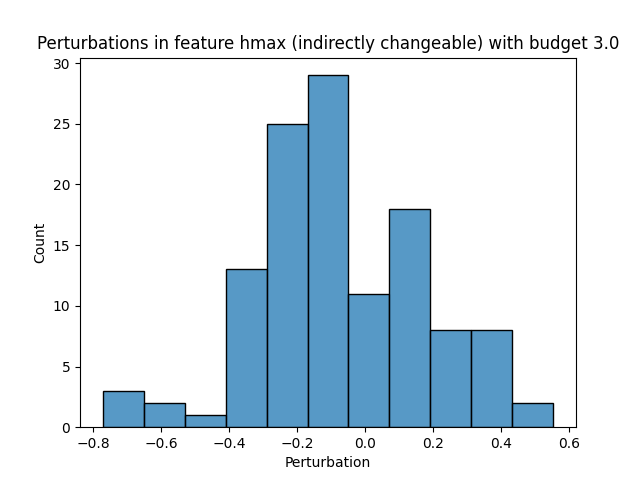 Perturbations in feature hmax (indirectly changeable) with budget 3.0
30
25
20
15
10
5
0
Count
−0.8 −0.6 −0.4 −0.2 0.0 0.2 0.4 0.6
Perturbation